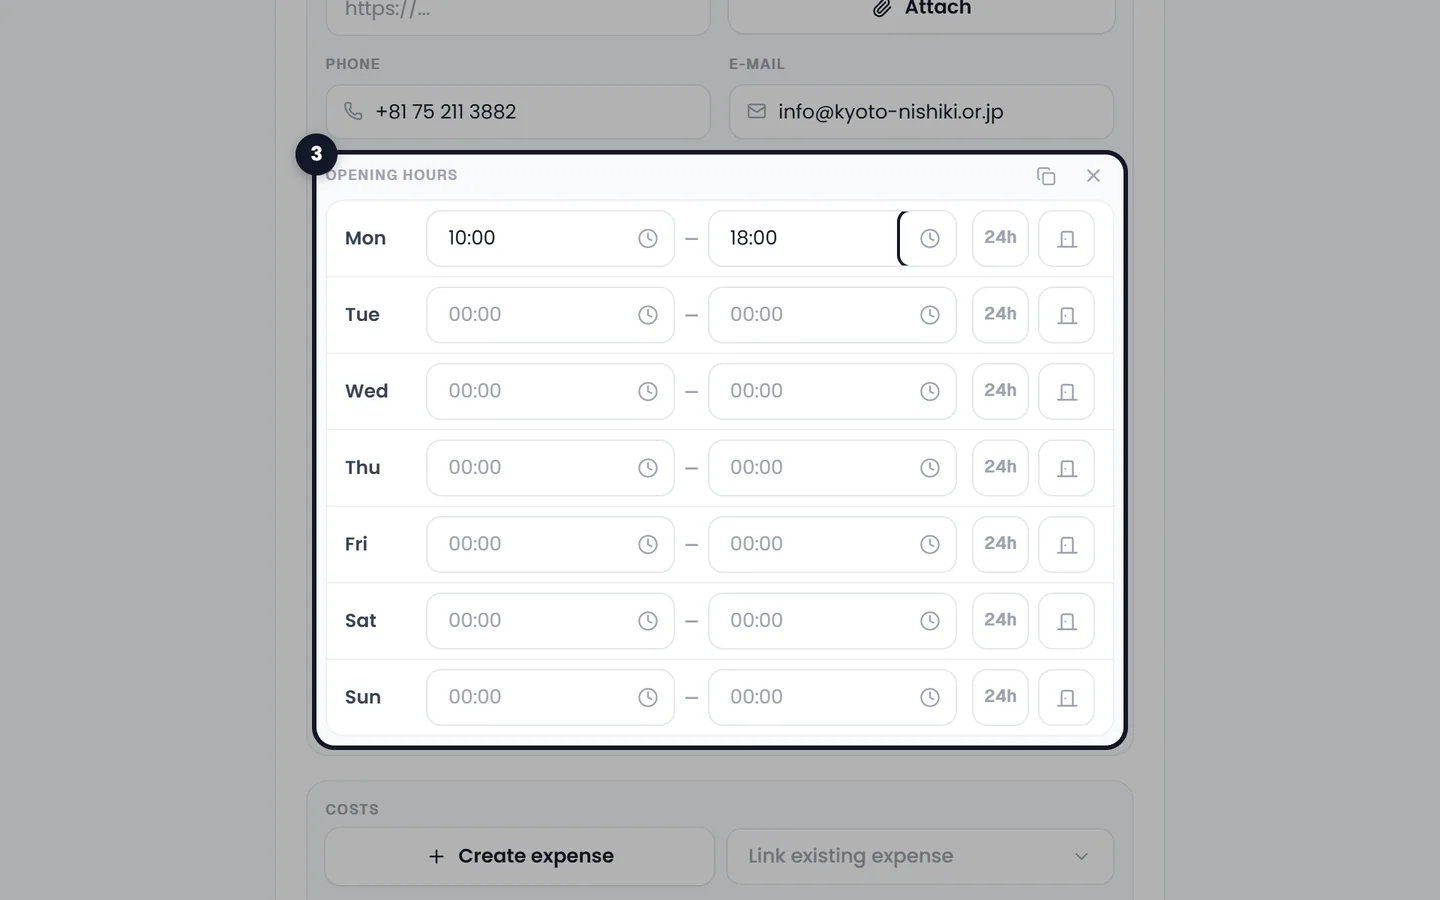 https://...
Attach
PHONE
E-MAIL
+81 75 211 3882
info@kyoto-nishiki.or.jp
3
OPENING HOURS
Mon 10:00 – 18:00 24h
Tue 00:00 – 00:00 24h
Wed 00:00 – 00:00 24h
Thu 00:00 – 00:00 24h
Fri 00:00 – 00:00 24h
Sat 00:00 – 00:00 24h
Sun 00:00 – 00:00 24h
COSTS
+ Create expense
Link existing expense